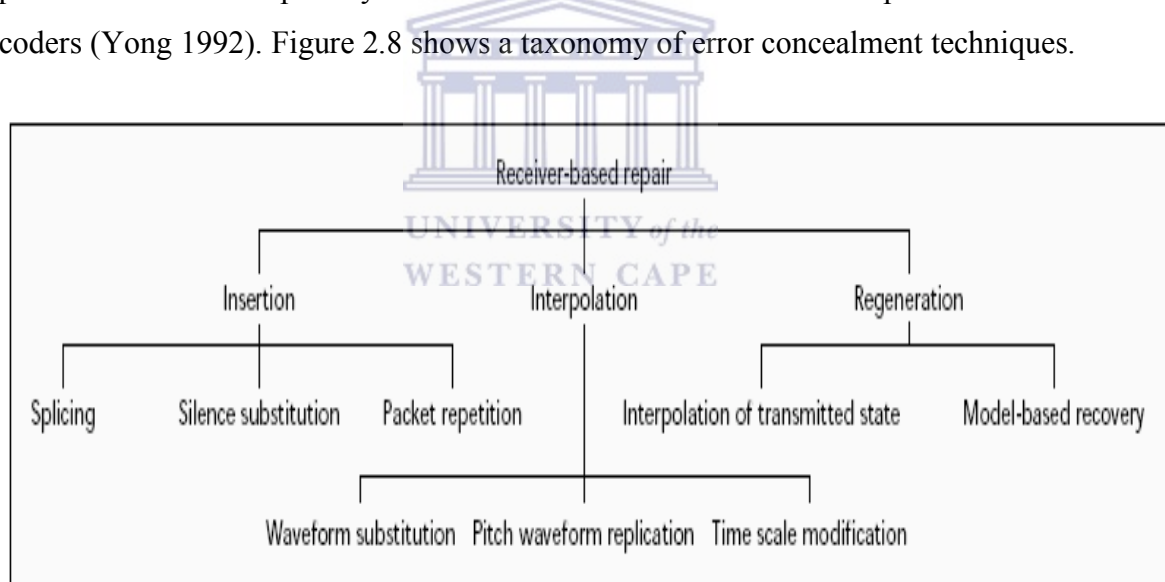 coders (Yong 1992). Figure 2.8 shows a taxonomy of error concealment techniques.
Receiver-based repair
UNIVERSITY of the
WESTERN CAPE
Insertion Interpolation Regeneration
Splicing Silence substitution Packet repetition Interpolation of transmitted state Model-based recovery
Waveform substitution Pitch waveform replication Time scale modification